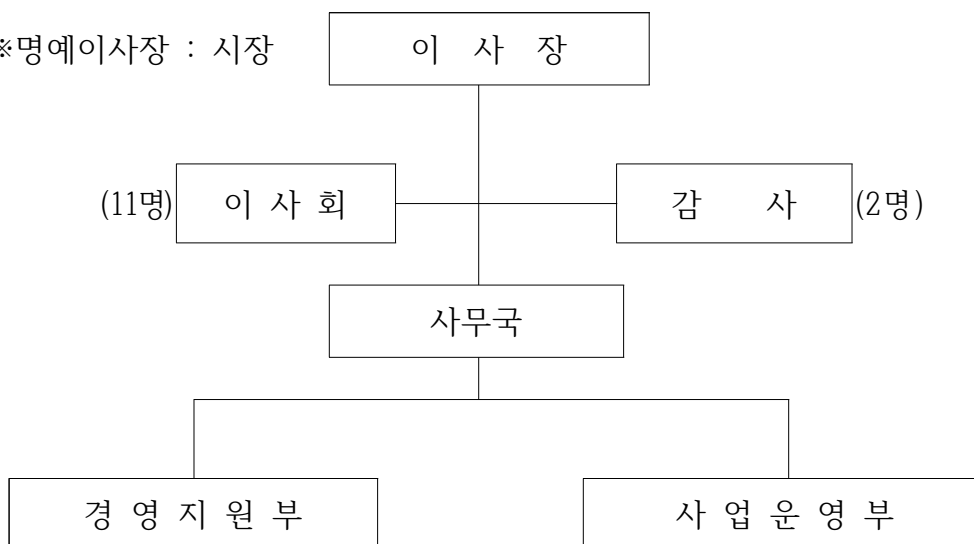 ※명예이사장 : 시장
이 사 장
(11명) 이 사 회 감 사 (2명)
사무국
경 영 지 원 부 사 업 운 영 부